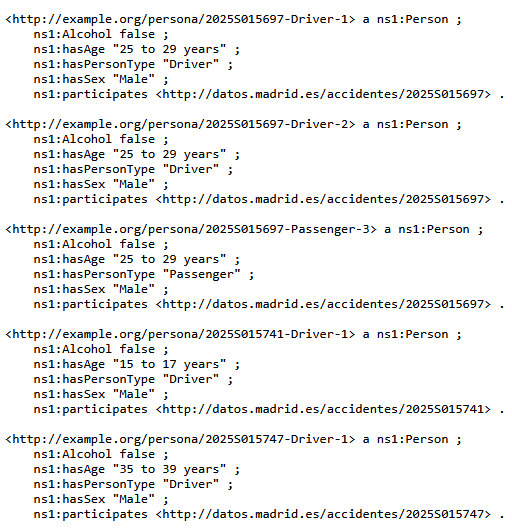 <http://example.org/persona/2025S015697-Driver-1> a ns1:Person ;
    ns1:Alcohol false ;
    ns1:hasAge "25 to 29 years" ;
    ns1:hasPersonType "Driver" ;
    ns1:hasSex "Male" ;
    ns1:participates <http://datos.madrid.es/accidentes/2025S015697> .

<http://example.org/persona/2025S015697-Driver-2> a ns1:Person ;
    ns1:Alcohol false ;
    ns1:hasAge "25 to 29 years" ;
    ns1:hasPersonType "Driver" ;
    ns1:hasSex "Male" ;
    ns1:participates <http://datos.madrid.es/accidentes/2025S015697> .

<http://example.org/persona/2025S015697-Passenger-3> a ns1:Person ;
    ns1:Alcohol false ;
    ns1:hasAge "25 to 29 years" ;
    ns1:hasPersonType "Passenger" ;
    ns1:hasSex "Male" ;
    ns1:participates <http://datos.madrid.es/accidentes/2025S015697> .

<http://example.org/persona/2025S015741-Driver-1> a ns1:Person ;
    ns1:Alcohol false ;
    ns1:hasAge "15 to 17 years" ;
    ns1:hasPersonType "Driver" ;
    ns1:hasSex "Male" ;
    ns1:participates <http://datos.madrid.es/accidentes/2025S015741> .

<http://example.org/persona/2025S015747-Driver-1> a ns1:Person ;
    ns1:Alcohol false ;
    ns1:hasAge "35 to 39 years" ;
    ns1:hasPersonType "Driver" ;
    ns1:hasSex "Male" ;
    ns1:participates <http://datos.madrid.es/accidentes/2025S015747> .